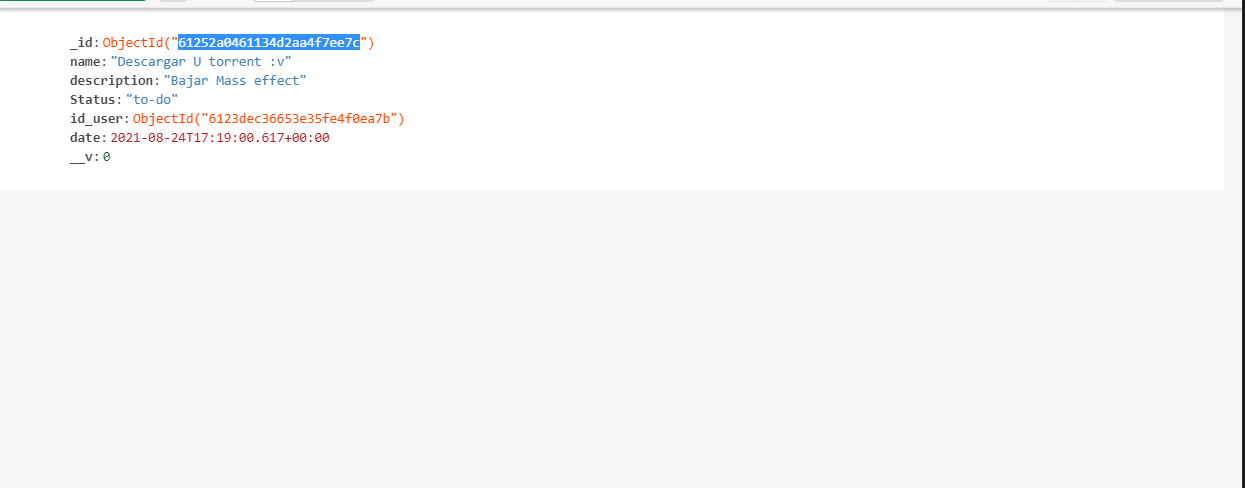 _id: ObjectId("61252a0461134d2aa4f7ee7c")
name: "Descargar U torrent :v"
description: "Bajar Mass effect"
Status: "to-do"
id_user: ObjectId("6123dec36653e35fe4f0ea7b")
date: 2021-08-24T17:19:00.617+00:00
__v: 0